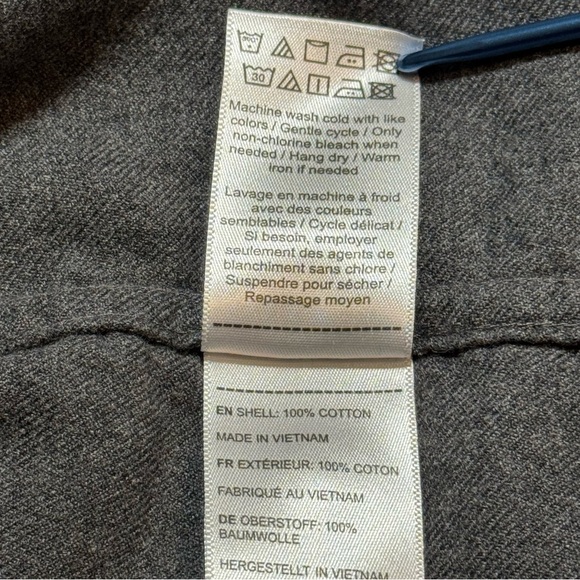 30
Machine wash cold with like
colors / Gentle cycle / Only
non-chlorine bleach when
needed / Hang dry / Warm
iron if needed
Lavage en machine à froid
avec des couleurs
semblables / Cycle délicat /
Si besoin, employer
seulement des agents de
blanchiment sans chlore /
Suspendre pour sécher /
Repassage moyen
EN SHELL: 100% COTTON
MADE IN VIETNAM
FR EXTÉRIEUR: 100% COTON
FABRIQUÉ AU VIETNAM
DE OBERSTOFF: 100%
BAUMWOLLE
HERGESTELLT IN VIETNAM